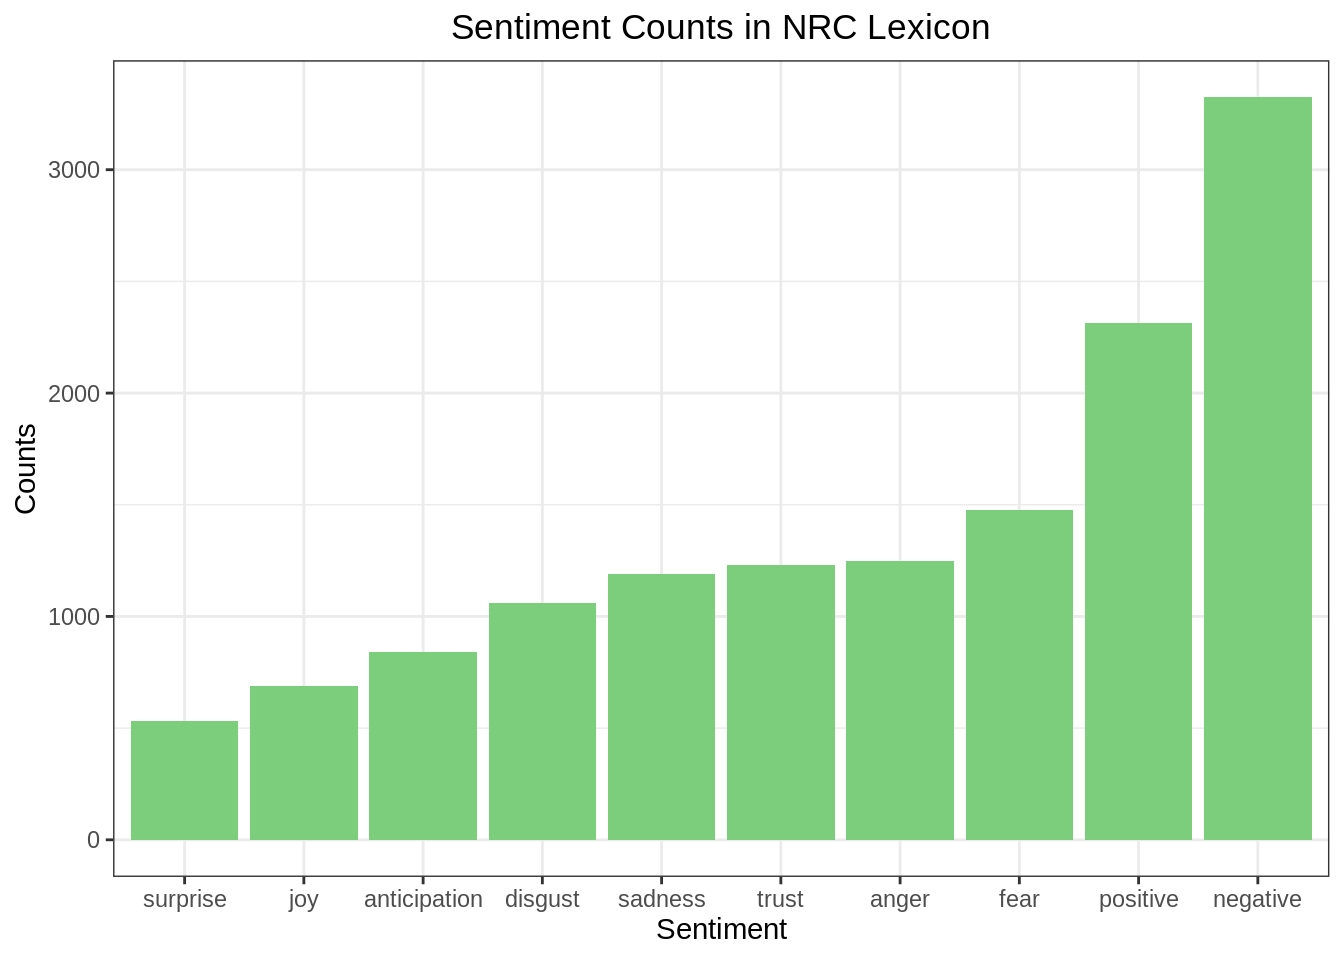 Sentiment Counts in NRC Lexicon
Counts
3000
2000
1000
0
surprise joy anticipation disgust sadness trust anger fear positive negative
Sentiment